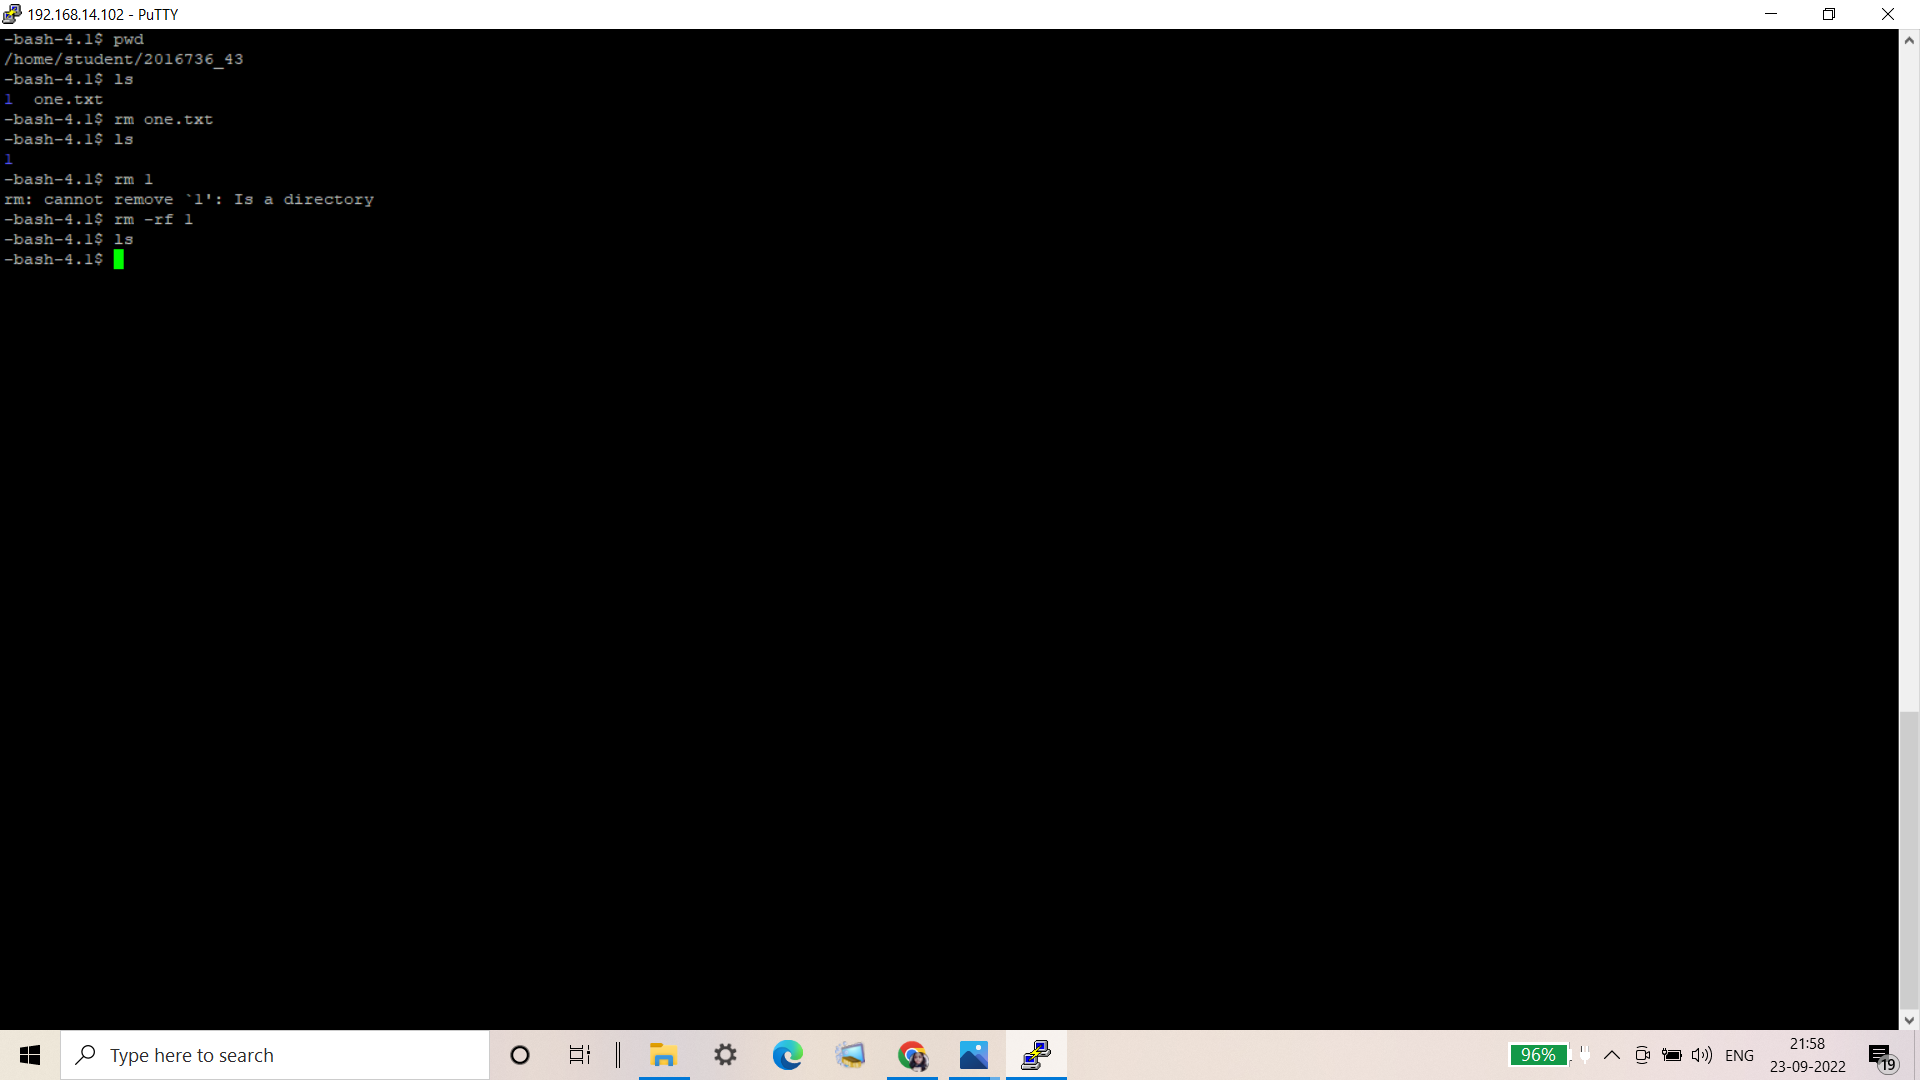 192.168.14.102 - PuTTY
-bash-4.1$ pwd
/home/student/2016736_43
-bash-4.1$ ls
1  one.txt
-bash-4.1$ rm one.txt
-bash-4.1$ ls
1
-bash-4.1$ rm 1
rm: cannot remove `1': Is a directory
-bash-4.1$ rm -rf 1
-bash-4.1$ ls
-bash-4.1$
Type here to search
96%
ENG
21:58
23-09-2022
19